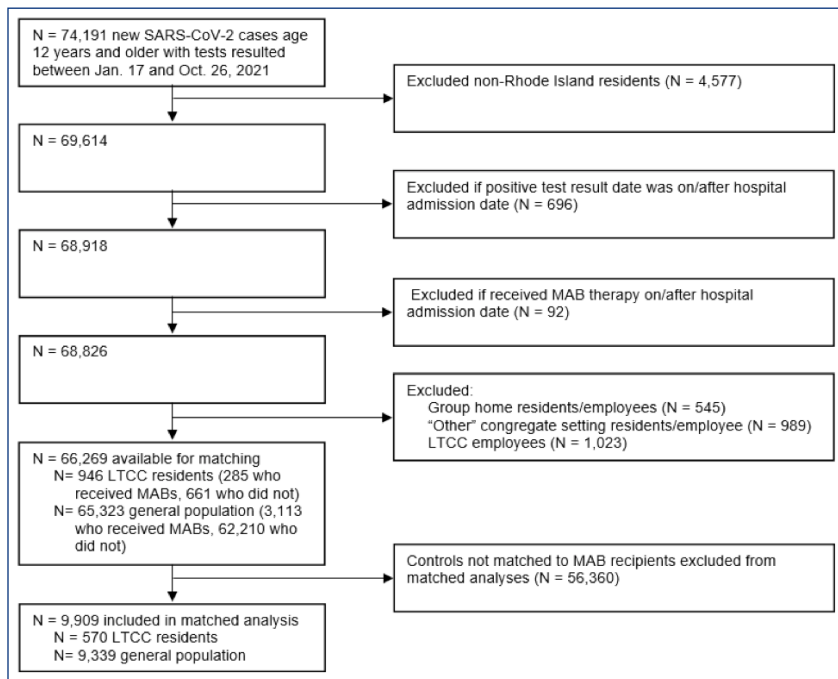 N = 74,191 new SARS-CoV-2 cases age
12 years and older with tests resulted
between Jan. 17 and Oct. 26, 2021
Excluded non-Rhode Island residents (N = 4,577)
N = 69,614
Excluded if positive test result date was on/after hospital
admission date (N = 696)
N = 68,918
Excluded if received MAB therapy on/after hospital
admission date (N = 92)
N = 68,826
Excluded:
Group home residents/employees (N = 545)
“Other” congregate setting residents/employee (N = 989)
LTCC employees (N = 1,023)
N = 66,269 available for matching
N= 946 LTCC residents (285 who
received MABs, 661 who did not)
N= 65,323 general population (3,113
who received MABs, 62,210 who
did not)
Controls not matched to MAB recipients excluded from
matched analyses (N = 56,360)
N = 9,909 included in matched analysis
N = 570 LTCC residents
N= 9,339 general population